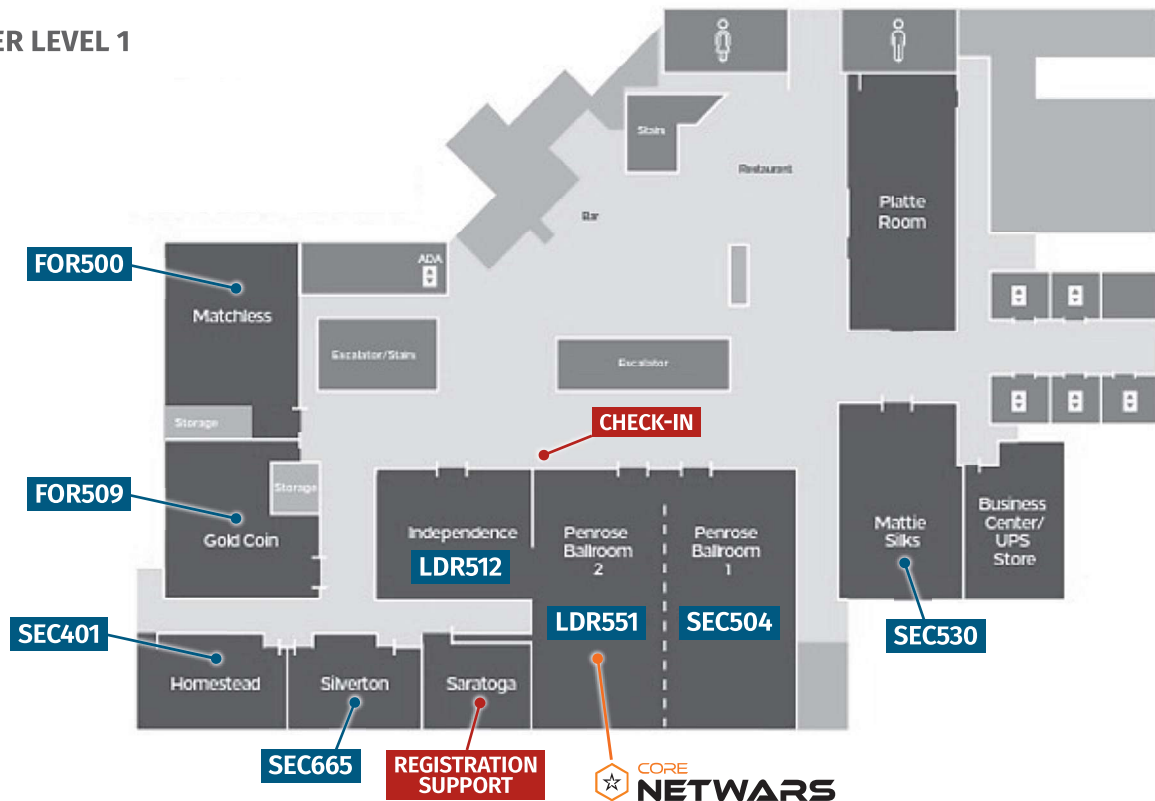 ER LEVEL 1
Stairs
Restaurant
Bar
Platte
Room
FOR500
ADA
Matchless
Escalator/Stairs
Escalator
Storage
CHECK-IN
FOR509
Storage
Gold Coin
Independence
LDR512
Penrose
Ballroom
2
Penrose
Ballroom
1
Mattie
Silks
Business
Center/
UPS
Store
LDR551
SEC504
SEC530
SEC401
Homestead
Silverton
Saratoga
SEC665
REGISTRATION
SUPPORT
CORE
NETWARS